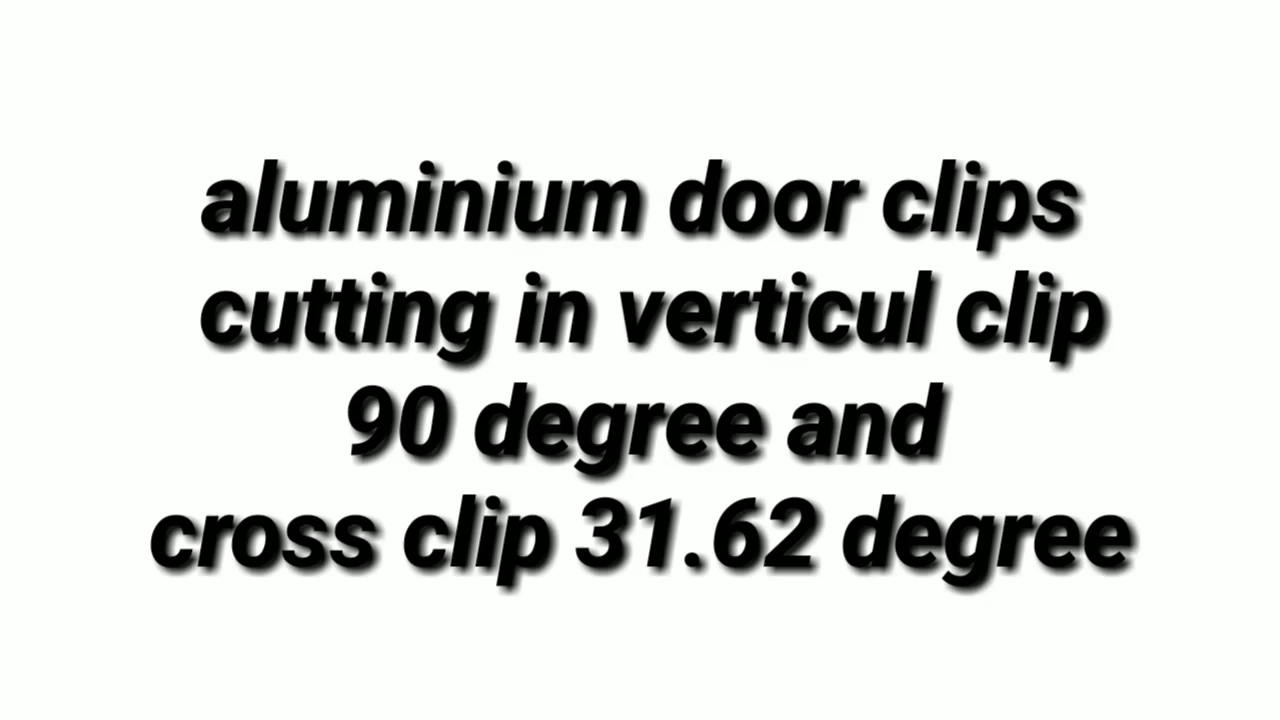 aluminium door clips
cutting in verticul clip
90 degree and
cross clip 31.62 degree